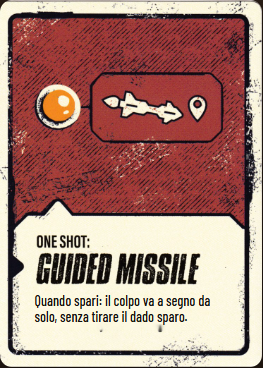 ONE SHOT:
GUIDED MISSILE
Quando spari: il colpo va a segno da
solo, senza tirare il dado sparo.